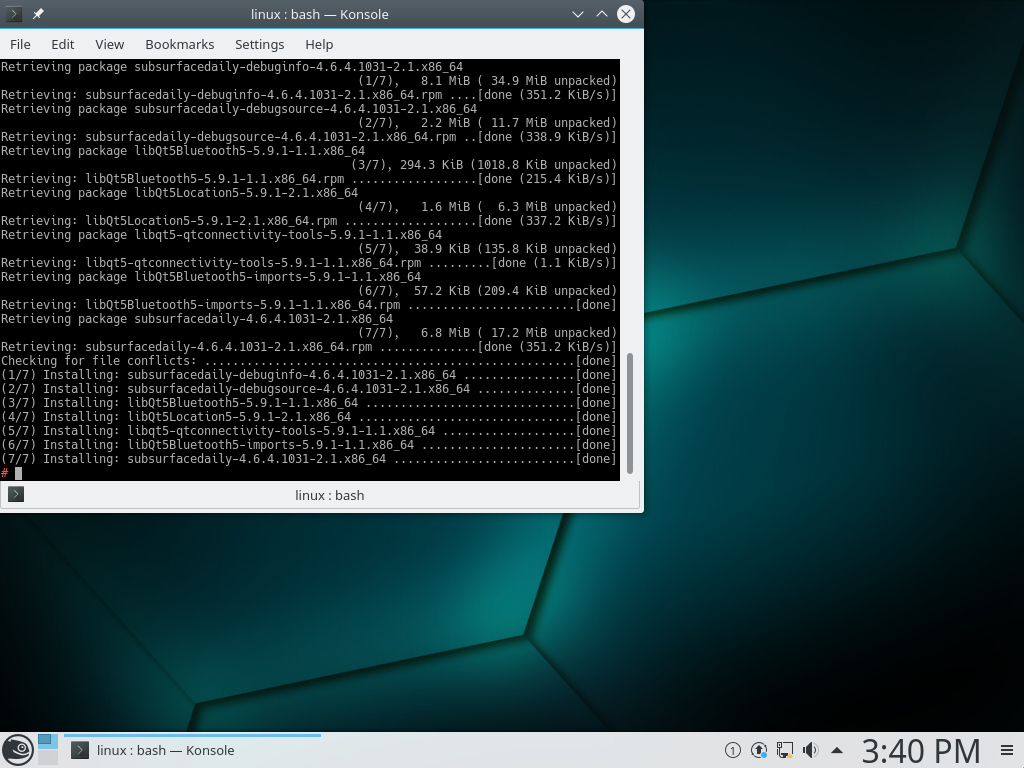 linux : bash — Konsole
File Edit View Bookmarks Settings Help
Retrieving package subsurfacedaily-debuginfo-4.6.4.1031-2.1.x86_64
(1/7),   8.1 MiB ( 34.9 MiB unpacked)
Retrieving: subsurfacedaily-debuginfo-4.6.4.1031-2.1.x86_64.rpm ....[done (351.2 KiB/s)]
Retrieving package subsurfacedaily-debugsource-4.6.4.1031-2.1.x86_64
(2/7),   2.2 MiB ( 11.7 MiB unpacked)
Retrieving: subsurfacedaily-debugsource-4.6.4.1031-2.1.x86_64.rpm ..[done (338.9 KiB/s)]
Retrieving package libQt5Bluetooth5-5.9.1-1.1.x86_64
(3/7), 294.3 KiB (1018.8 KiB unpacked)
Retrieving: libQt5Bluetooth5-5.9.1-1.1.x86_64.rpm ..................[done (215.4 KiB/s)]
Retrieving package libQt5Location5-5.9.1-2.1.x86_64
(4/7),   1.6 MiB (  6.3 MiB unpacked)
Retrieving: libQt5Location5-5.9.1-2.1.x86_64.rpm ...................[done (337.2 KiB/s)]
Retrieving package libqt5-qtconnectivity-tools-5.9.1-1.1.x86_64
(5/7),  38.9 KiB (135.8 KiB unpacked)
Retrieving: libqt5-qtconnectivity-tools-5.9.1-1.1.x86_64.rpm .........[done (1.1 KiB/s)]
Retrieving package libQt5Bluetooth5-imports-5.9.1-1.1.x86_64
(6/7),  57.2 KiB (209.4 KiB unpacked)
Retrieving: libQt5Bluetooth5-imports-5.9.1-1.1.x86_64.rpm ........................[done]
Retrieving package subsurfacedaily-4.6.4.1031-2.1.x86_64
(7/7),   6.8 MiB ( 17.2 MiB unpacked)
Retrieving: subsurfacedaily-4.6.4.1031-2.1.x86_64.rpm ..............[done (351.2 KiB/s)]
Checking for file conflicts: .....................................................[done]
(1/7) Installing: subsurfacedaily-debuginfo-4.6.4.1031-2.1.x86_64 ................[done]
(2/7) Installing: subsurfacedaily-debugsource-4.6.4.1031-2.1.x86_64 ..............[done]
(3/7) Installing: libQt5Bluetooth5-5.9.1-1.1.x86_64 ..............................[done]
(4/7) Installing: libQt5Location5-5.9.1-2.1.x86_64 ...............................[done]
(5/7) Installing: libqt5-qtconnectivity-tools-5.9.1-1.1.x86_64 ...................[done]
(6/7) Installing: libQt5Bluetooth5-imports-5.9.1-1.1.x86_64 ......................[done]
(7/7) Installing: subsurfacedaily-4.6.4.1031-2.1.x86_64 ..........................[done]
#
linux : bash
linux : bash — Konsole
1
3:40 PM